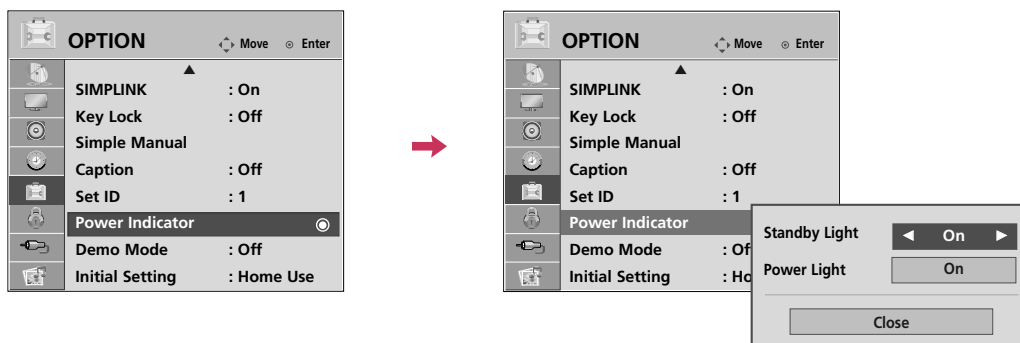 OPTION Move Enter
SIMPLINK : On
Key Lock : Off
Simple Manual
Caption : Off
Set ID : 1
Power Indicator
Demo Mode : Off
Initial Setting : Home Use
OPTION Move Enter
SIMPLINK : On
Key Lock : Off
Simple Manual
Caption : Off
Set ID : 1
Power Indicator
Demo Mode : Of
Initial Setting : Ho
Standby Light ◄ On ►
Power Light On
Close